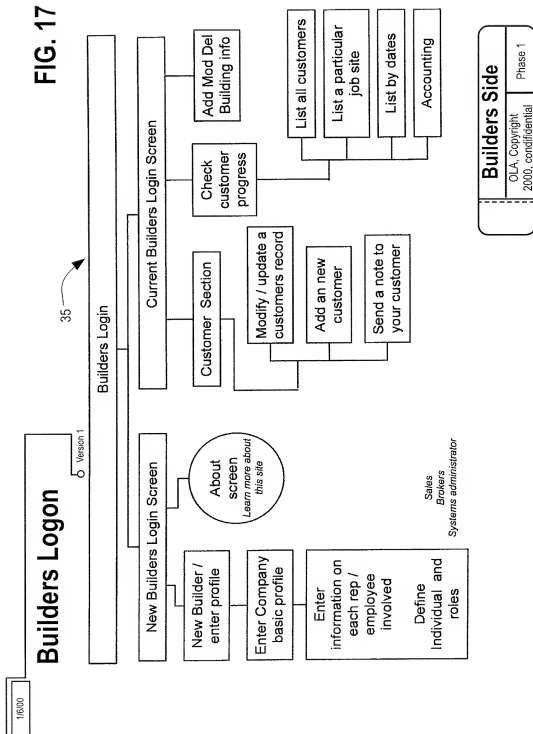 1/6/00
Builders Logon
Version 1
FIG. 17
35
Builders Login
New Builders Login Screen
New Builder /
enter profile
About
screen
Learn more about
this site
Enter Company
basic profile
Enter
information on
each rep /
employee
involved
Define
Individual and
roles
Sales
Brokers
Systems administrator
Current Builders Login Screen
Customer Section
Check
customer
progress
Add Mod Del
Building info
Modify / update a
customers record
Add an new
customer
Send a note to
your customer
List all customers
List a particular
job site
List by dates
Accounting
Builders Side
OLA, Copyright
2000, condifidential
Phase 1